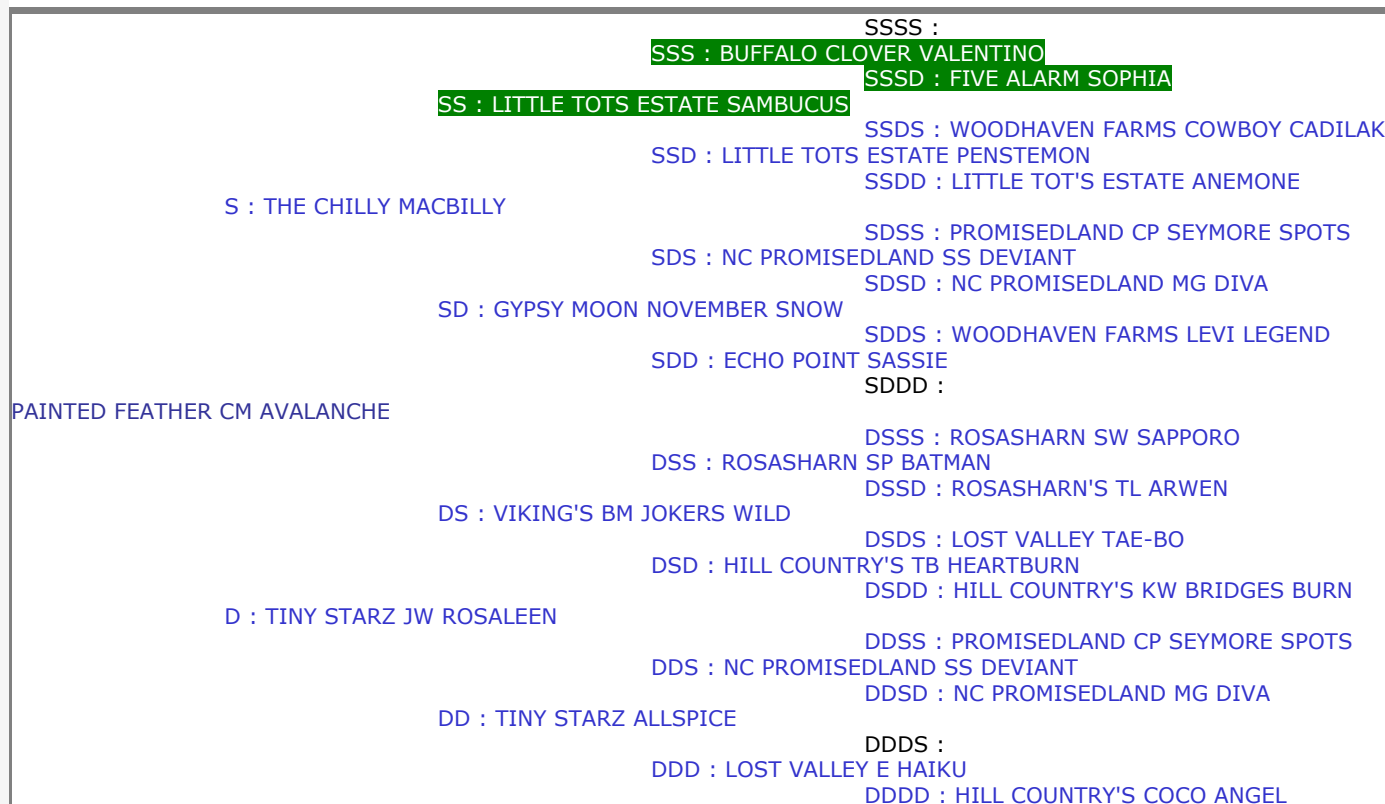 SSSS :
SSS : BUFFALO CLOVER VALENTINO
SSSD : FIVE ALARM SOPHIA
SS : LITTLE TOTS ESTATE SAMBUCUS
SSDS : WOODHAVEN FARMS COWBOY CADILAK
SSD : LITTLE TOTS ESTATE PENSTEMON
SSDD : LITTLE TOT'S ESTATE ANEMONE
S : THE CHILLY MACBILLY
SDSS : PROMISEDLAND CP SEYMORE SPOTS
SDS : NC PROMISEDLAND SS DEVIANT
SDSD : NC PROMISEDLAND MG DIVA
SD : GYPSY MOON NOVEMBER SNOW
SDDS : WOODHAVEN FARMS LEVI LEGEND
SDD : ECHO POINT SASSIE
SDDD :
PAINTED FEATHER CM AVALANCHE
DSSS : ROSASHARN SW SAPPORO
DSS : ROSASHARN SP BATMAN
DSSD : ROSASHARN'S TL ARWEN
DS : VIKING'S BM JOKERS WILD
DSDS : LOST VALLEY TAE-BO
DSD : HILL COUNTRY'S TB HEARTBURN
DSDD : HILL COUNTRY'S KW BRIDGES BURN
D : TINY STARZ JW ROSALEEN
DDSS : PROMISEDLAND CP SEYMORE SPOTS
DDS : NC PROMISEDLAND SS DEVIANT
DDSD : NC PROMISEDLAND MG DIVA
DD : TINY STARZ ALLSPICE
DDDS :
DDD : LOST VALLEY E HAIKU
DDDD : HILL COUNTRY'S COCO ANGEL